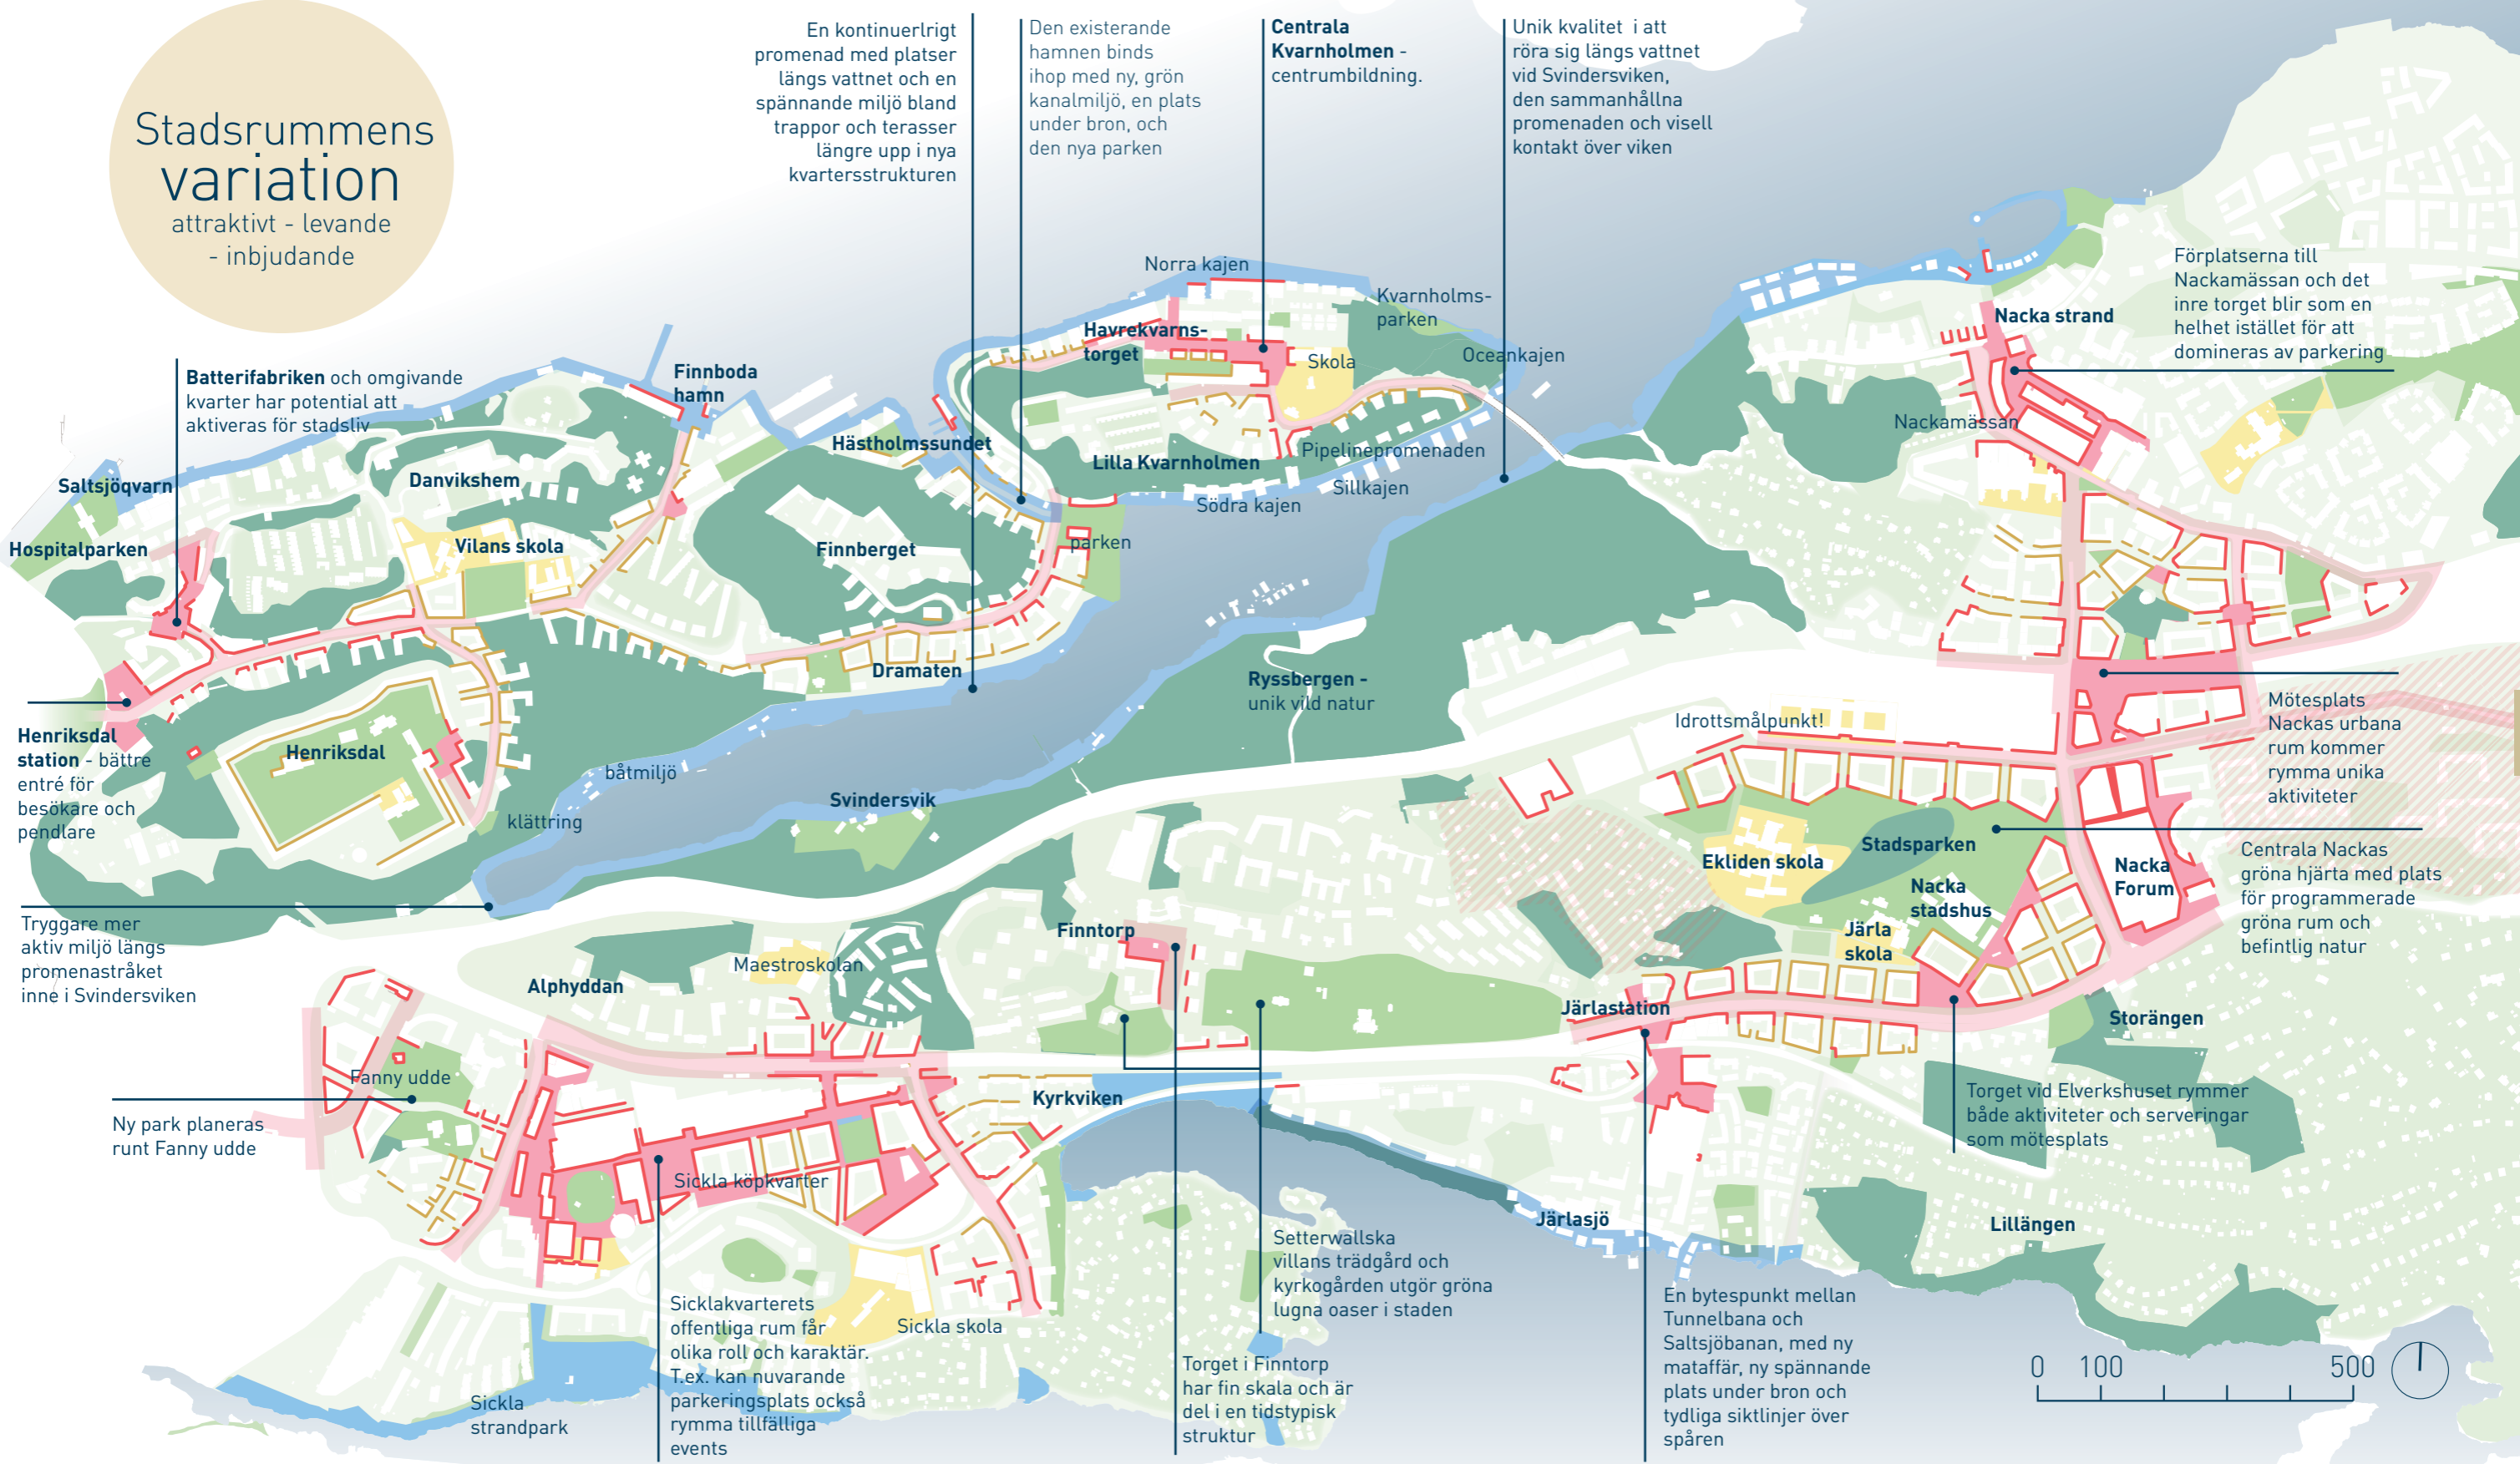 Stadsrummens
variation
attraktivt - levande
- inbjudande
En kontinuerlrigt
promenad med platser
längs vattnet och en
spännande miljö bland
trappor och terasser
längre upp i nya
kvartersstrukturen
Den existerande
hamnen binds
ihop med ny, grön
kanalmiljö, en plats
under bron, och
den nya parken
Centrala
Kvarnholmen -
centrumbildning.
Unik kvalitet i att
röra sig längs vattnet
vid Svindersviken,
den sammanhållna
promenaden och visell
kontakt över viken
Förplatserna till
Nackamässan och det
inre torget blir som en
helhet istället för att
domineras av parkering
Norra kajen
Kvarnholms-
parken
Havrekvarns-
torget
Skola
Oceankajen
Nacka strand
Nackamässan
Batterifabriken och omgivande
kvarter har potential att
aktiveras för stadsliv
Finnboda
hamn
Hästholmssundet
Lilla Kvarnholmen
Pipelinepromenaden
Sillkajen
Södra kajen
Saltsjöqvarn
Danvikshem
Hospitalparken
Vilans skola
Finnberget
parken
Dramaten
Ryssbergen -
unik vild natur
Henriksdal
station - bättre
entré för
besökare och
pendlare
Henriksdal
båtmiljö
klättring
Svindersvik
Idrottsmålpunkt!
Mötesplats
Nackas urbana
rum kommer
rymma unika
aktiviteter
Ekliden skola
Stadsparken
Nacka
stadshus
Nacka
Forum
Centrala Nackas
gröna hjärta med plats
för programmerade
gröna rum och
befintlig natur
Järla
skola
Tryggare mer
aktiv miljö längs
promenastråket
inne i Svindersviken
Finntorp
Maestroskolan
Alphyddan
Järlastation
Storängen
Fanny udde
Ny park planeras
runt Fanny udde
Kyrkviken
Torget vid Elverkshuset rymmer
både aktiviteter och serveringar
som mötesplats
Sickla köpkvarter
Järlasjö
Lillängen
Setterwallska
villans trädgård och
kyrkogården utgör gröna
lugna oaser i staden
Sicklakvarterets
offentliga rum får
olika roll och karaktär.
T.ex. kan nuvarande
parkeringsplats också
rymma tillfälliga
events
Sickla skola
Sickla
strandpark
Torget i Finntorp
har fin skala och är
del i en tidstypisk
struktur
En bytespunkt mellan
Tunnelbana och
Saltsjöbanan, med ny
mataffär, ny spännande
plats under bron och
tydliga siktlinjer över
spåren
0 100 500